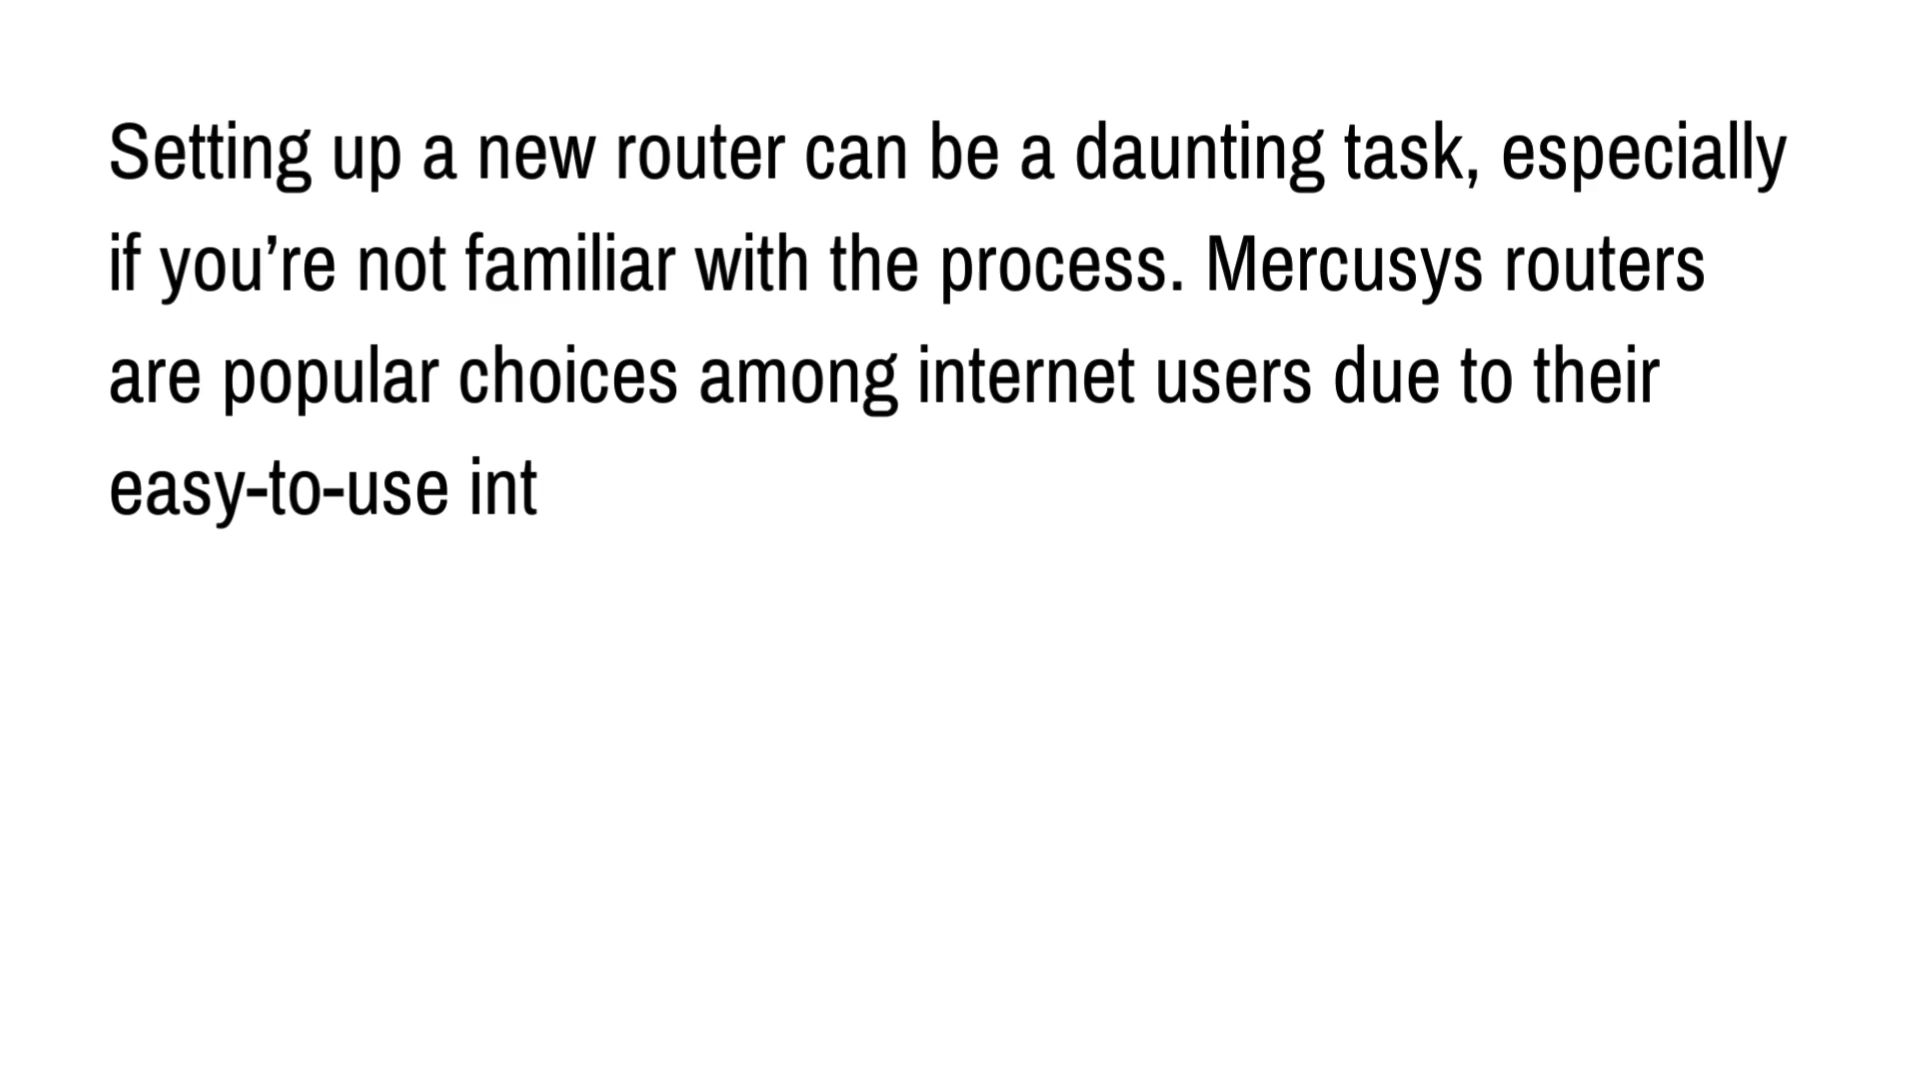 Setting up a new router can be a daunting task, especially
if you’re not familiar with the process. Mercusys routers
are popular choices among internet users due to their
easy-to-use int